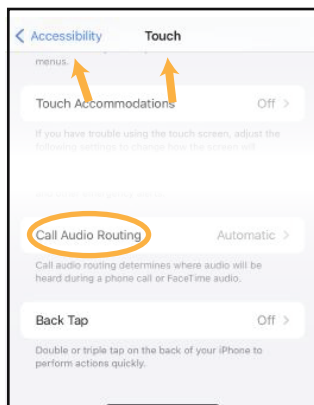 Accessibility Touch
menus.
Touch Accommodations Off
If you have trouble using the touch screen, adjust the
following settings to change how the screen will
Call Audio Routing Automatic
Call audio routing determines where audio will be
heard during a phone call or FaceTime audio.
Back Tap Off
Double or triple tap on the back of your iPhone to
perform actions quickly.